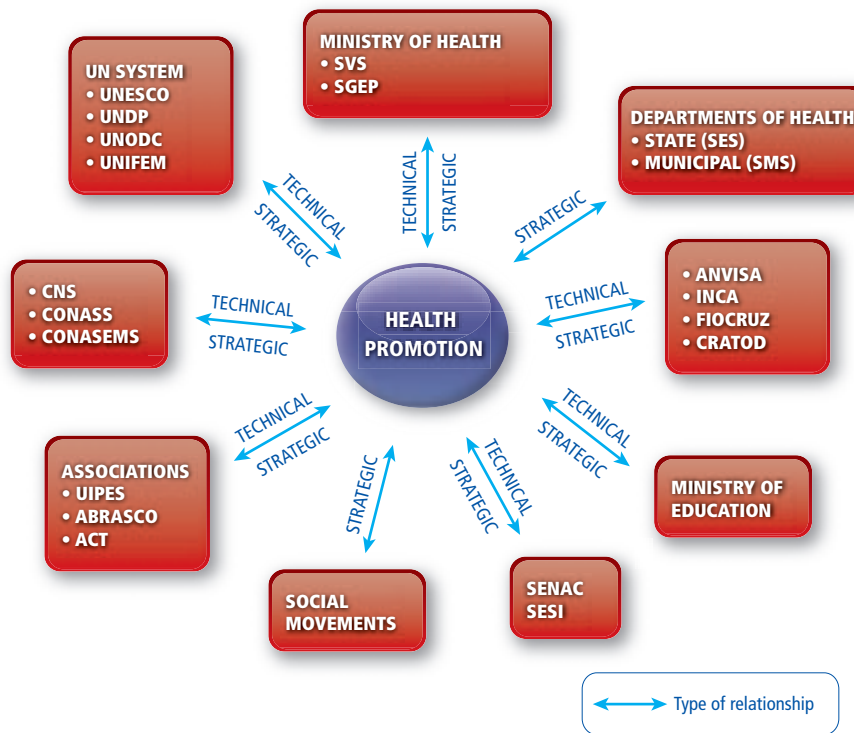 MINISTRY OF HEALTH
• SVS
• SGEP
UN SYSTEM
• UNESCO
• UNDP
• UNODC
• UNIFEM
DEPARTMENTS OF HEALTH
• STATE (SES)
• MUNICIPAL (SMS)
TECHNICAL
STRATEGIC
TECHNICAL
STRATEGIC
STRATEGIC
• CNS
• CONASS
• CONASEMS
TECHNICAL
STRATEGIC
HEALTH
PROMOTION
TECHNICAL
STRATEGIC
• ANVISA
• INCA
• FIOCRUZ
• CRATOD
TECHNICAL
STRATEGIC
STRATEGIC
TECHNICAL
STRATEGIC
TECHNICAL
STRATEGIC
ASSOCIATIONS
• UIPES
• ABRASCO
• ACT
MINISTRY OF
EDUCATION
SOCIAL
MOVEMENTS
SENAC
SESI
Type of relationship